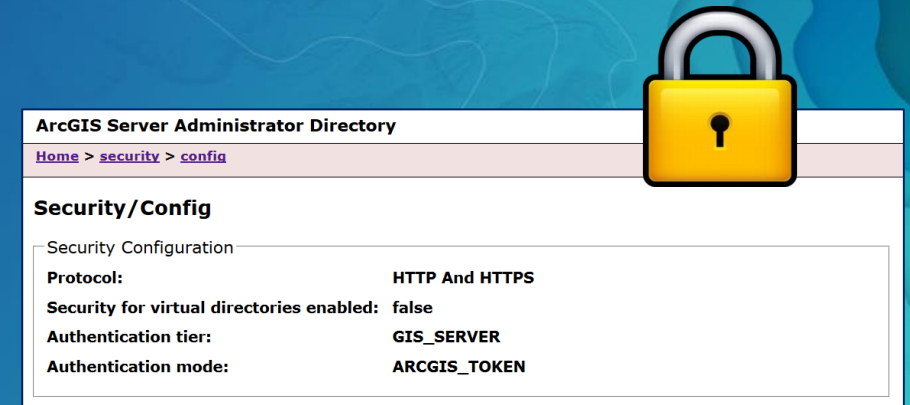 ArcGIS Server Administrator Directory
Home > security > config
Security/Config
Security Configuration
Protocol: HTTP And HTTPS
Security for virtual directories enabled: false
Authentication tier: GIS_SERVER
Authentication mode: ARCGIS_TOKEN